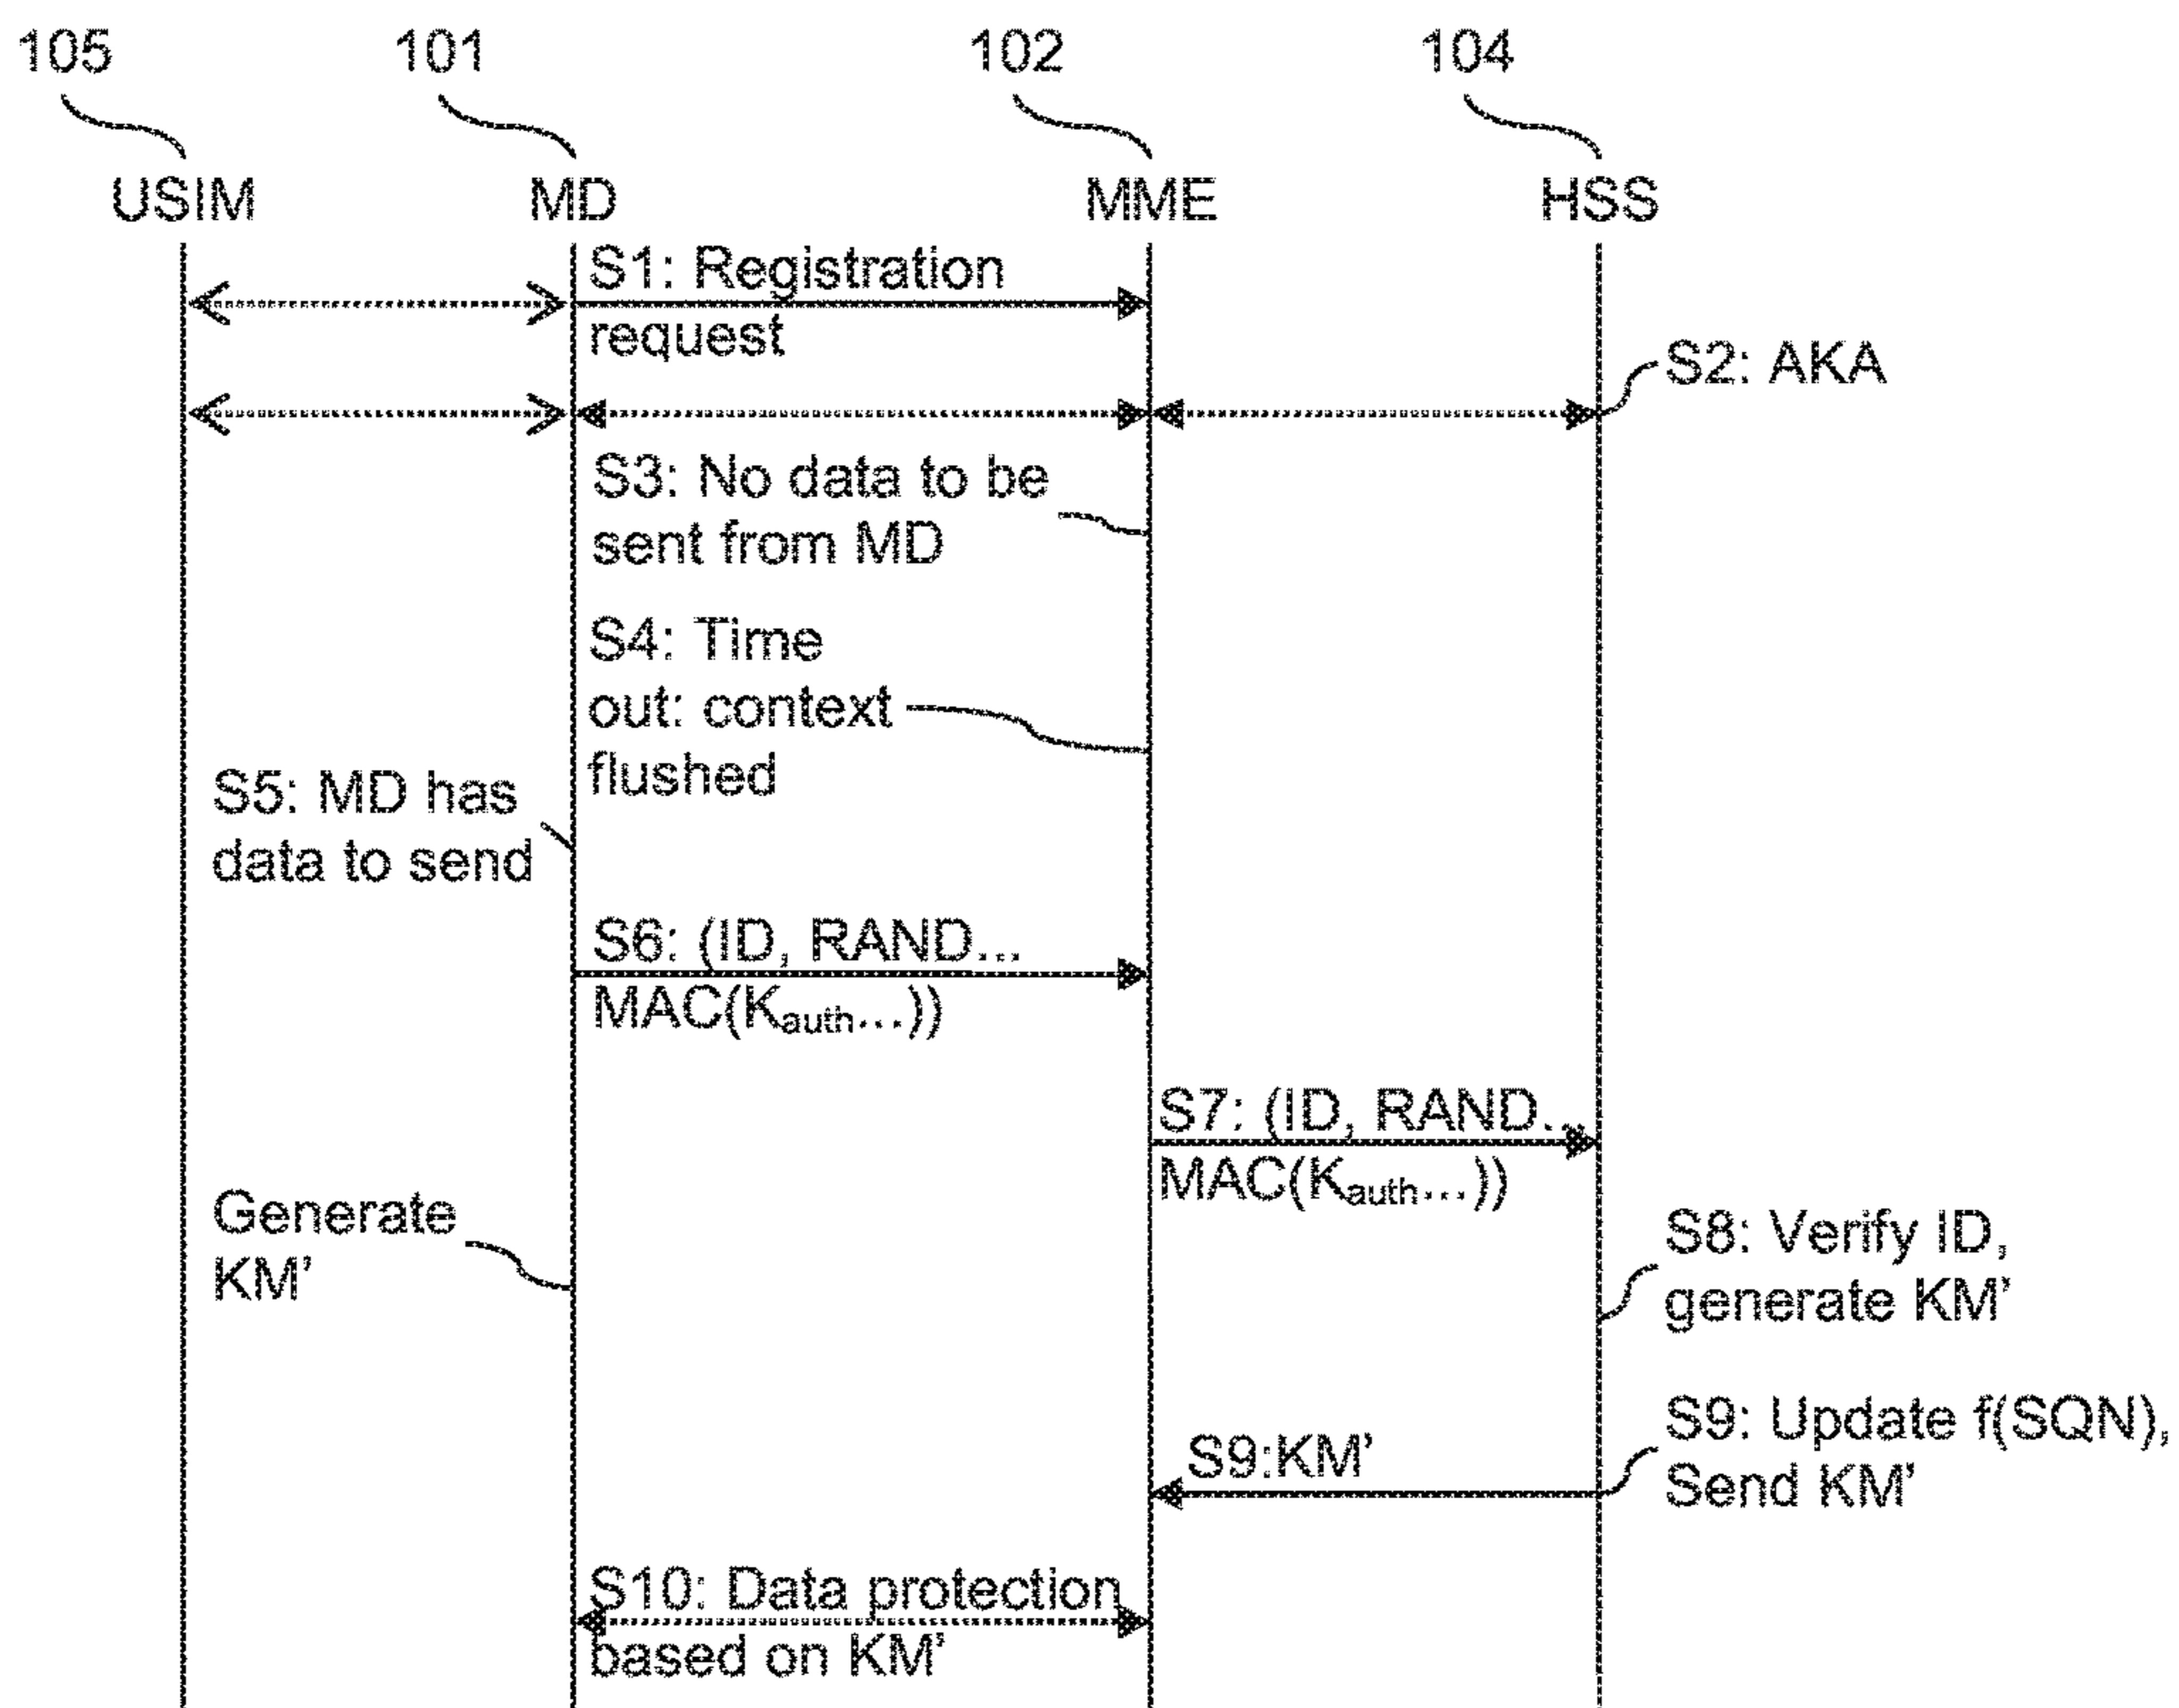 105
101
102
104
USIM
MD
MME
HSS
S1: Registration
request
S2: AKA
S3: No data to be
sent from MD
S4: Time
out: context
flushed
S5: MD has
data to send
S6: (ID, RAND...
MAC(Kauth...))
S7: (ID, RAND...
MAC(Kauth...))
Generate
KM'
S8: Verify ID,
generate KM'
S9: Update f(SQN),
Send KM'
S9:KM'
S10: Data protection
based on KM'